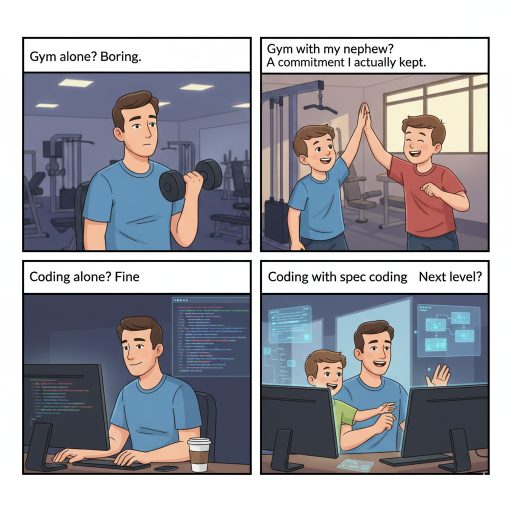 Gym alone? Boring.
Gym with my nephew?
A commitment I actually kept.
Coding alone? Fine
Coding with spec coding Next level?